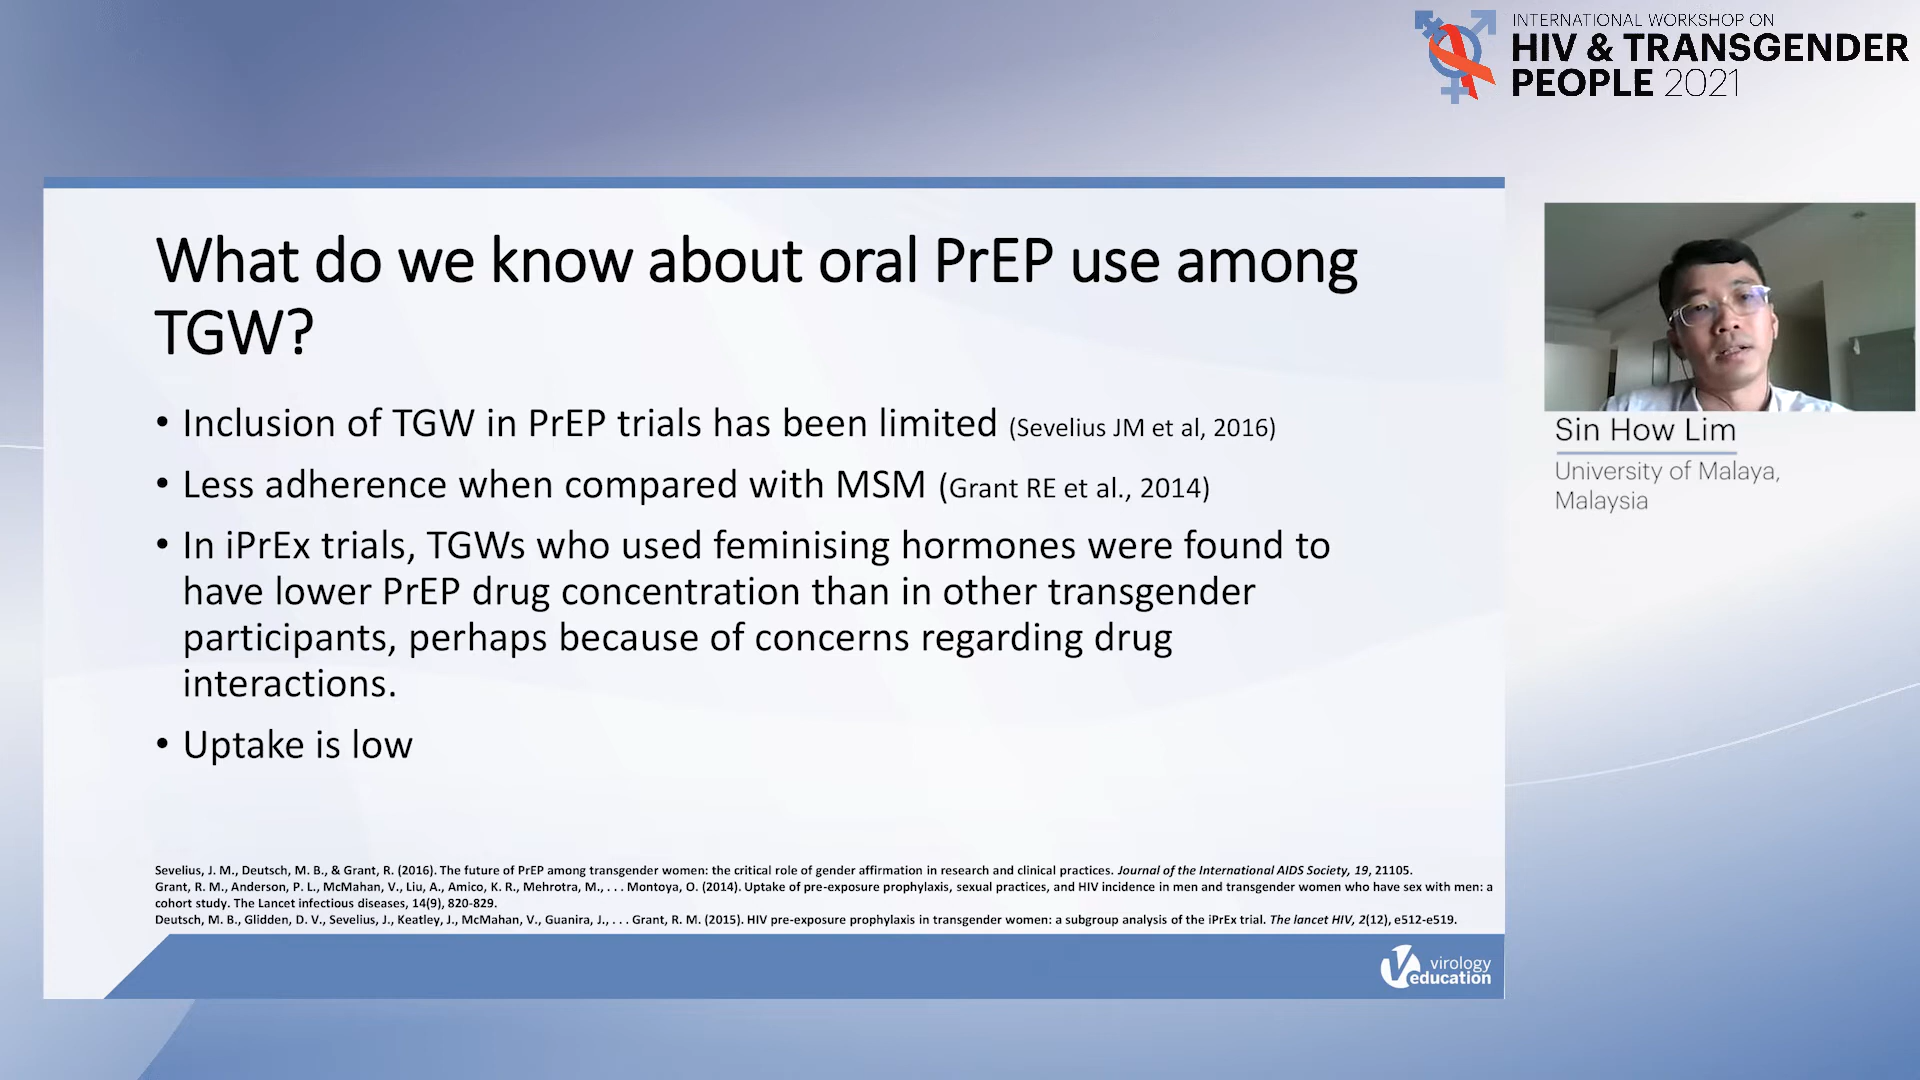 INTERNATIONAL WORKSHOP ON
HIV & TRANSGENDER
PEOPLE 2021
What do we know about oral PrEP use among
TGW?
• Inclusion of TGW in PrEP trials has been limited (Sevelius JM et al, 2016)
• Less adherence when compared with MSM (Grant RE et al., 2014)
• In iPrEx trials, TGWs who used feminising hormones were found to
have lower PrEP drug concentration than in other transgender
participants, perhaps because of concerns regarding drug
interactions.
• Uptake is low
Sevelius, J. M., Deutsch, M. B., & Grant, R. (2016). The future of PrEP among transgender women: the critical role of gender affirmation in research and clinical practices. Journal of the International AIDS Society, 19, 21105.
Grant, R. M., Anderson, P. L., McMahan, V., Liu, A., Amico, K. R., Mehrotra, M., . . . Montoya, O. (2014). Uptake of pre-exposure prophylaxis, sexual practices, and HIV incidence in men and transgender women who have sex with men: a
cohort study. The Lancet infectious diseases, 14(9), 820-829.
Deutsch, M. B., Glidden, D. V., Sevelius, J., Keatley, J., McMahan, V., Guanira, J., . . . Grant, R. M. (2015). HIV pre-exposure prophylaxis in transgender women: a subgroup analysis of the iPrEx trial. The lancet HIV, 2(12), e512-e519.
virology
education
Sin How Lim
University of Malaya,
Malaysia